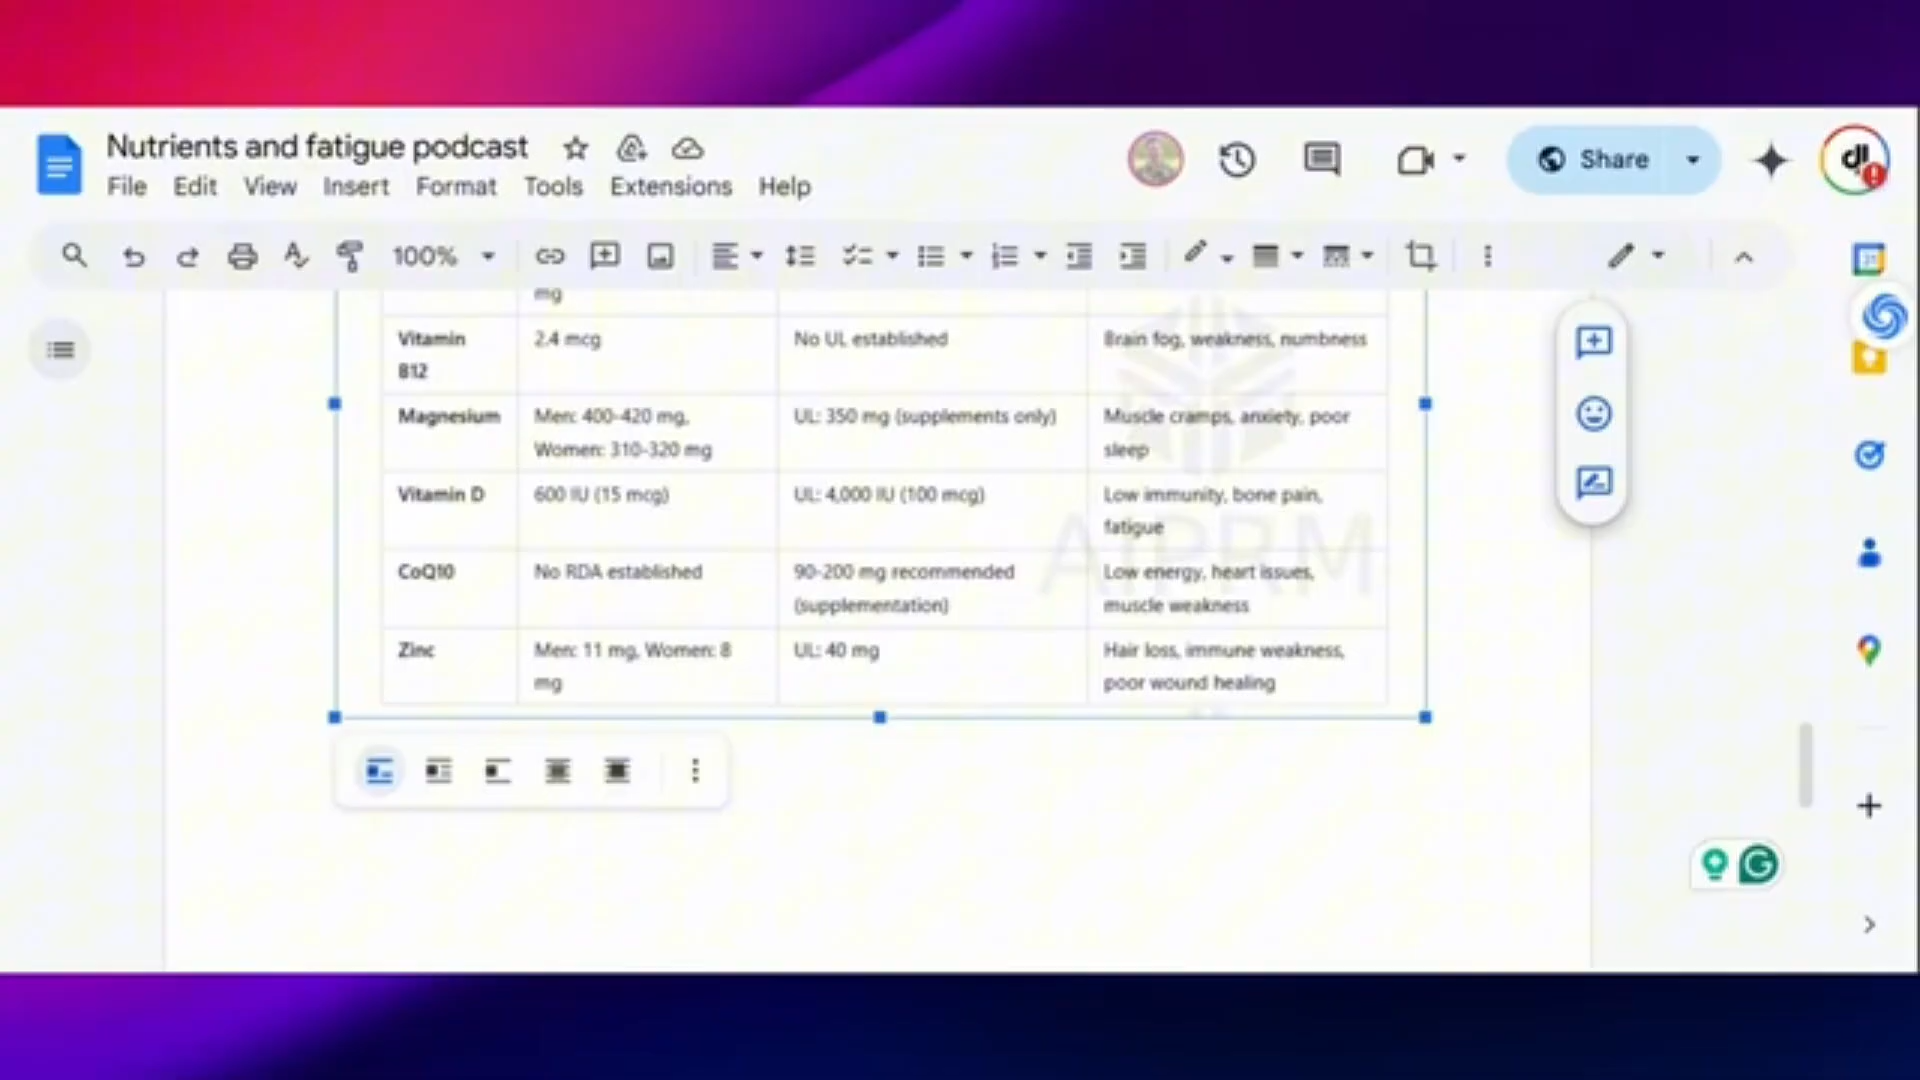 Nutrients and fatigue podcast
File Edit View Insert Format Tools Extensions Help
Share
100%
mg
Vitamin B12
2.4 mcg
No UL established
Brain fog, weakness, numbness
Magnesium
Men: 400-420 mg,
Women: 310-320 mg
UL: 350 mg (supplements only)
Muscle cramps, anxiety, poor
sleep
Vitamin D
600 IU (15 mcg)
UL: 4,000 IU (100 mcg)
Low immunity, bone pain,
fatigue
CoQ10
No RDA established
90-200 mg recommended
(supplementation)
Low energy, heart issues,
muscle weakness
Zinc
Men: 11 mg, Women: 8
mg
UL: 40 mg
Hair loss, immune weakness,
poor wound healing
AIPRM